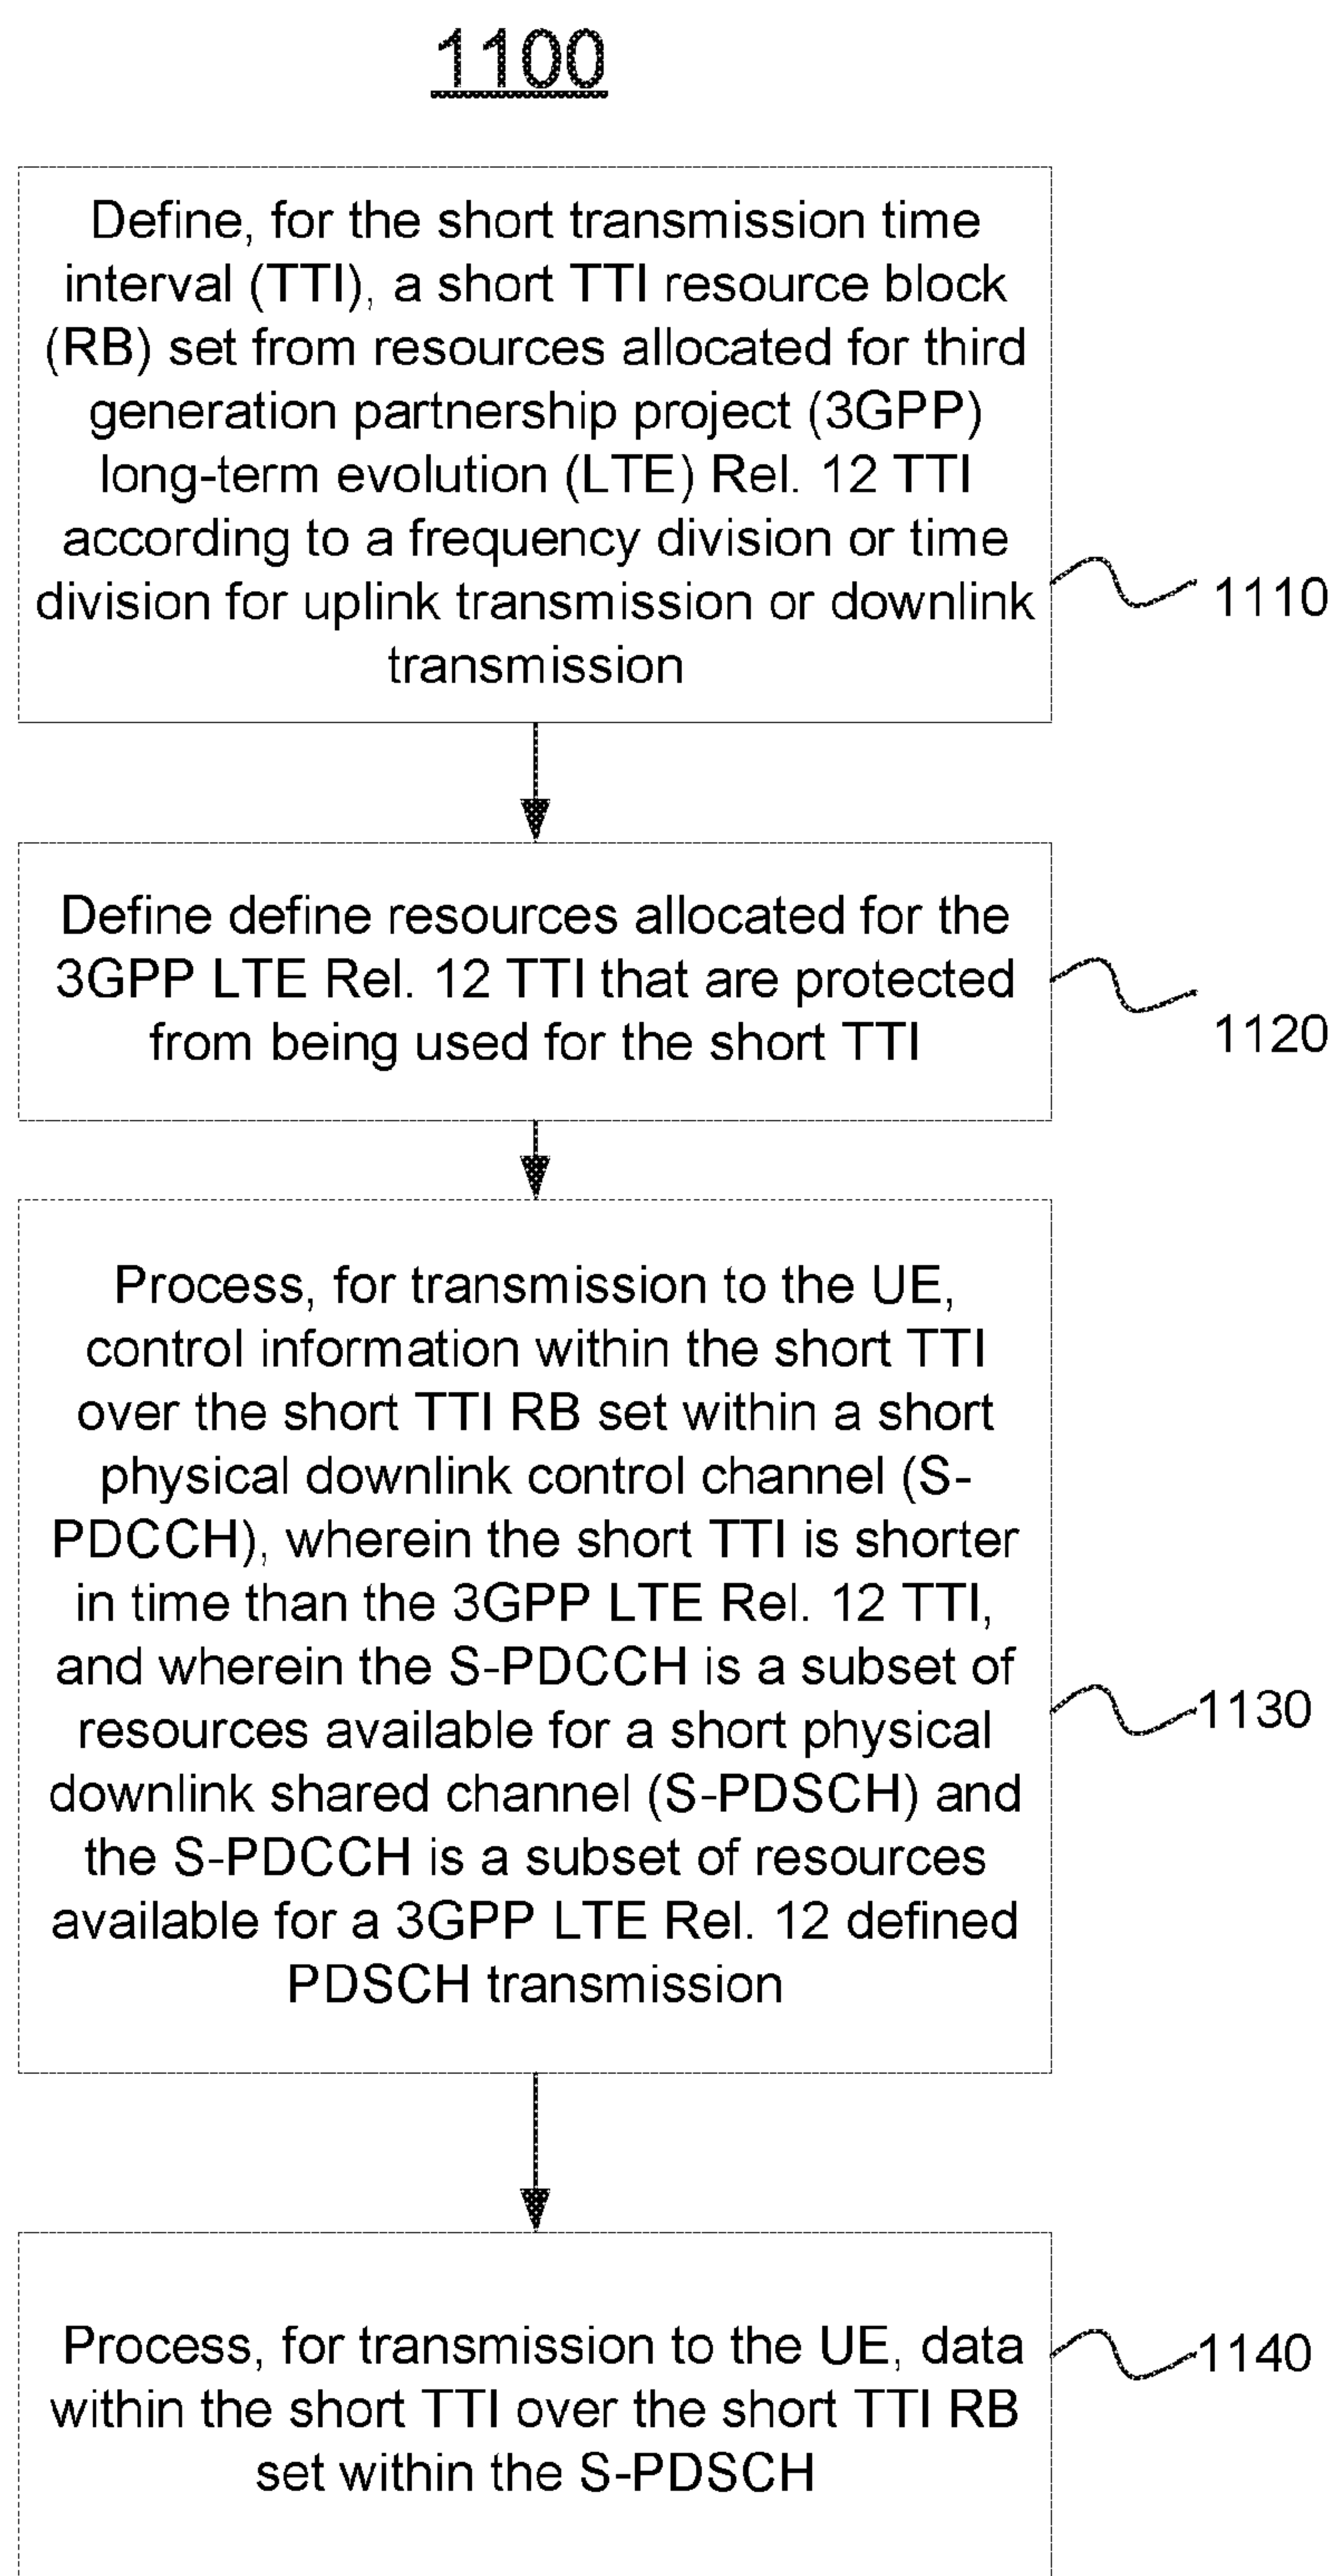 1100
Define, for the short transmission time
interval (TTI), a short TTI resource block
(RB) set from resources allocated for third
generation partnership project (3GPP)
long-term evolution (LTE) Rel. 12 TTI
according to a frequency division or time
division for uplink transmission or downlink
transmission
1110
Define define resources allocated for the
3GPP LTE Rel. 12 TTI that are protected
from being used for the short TTI
1120
Process, for transmission to the UE,
control information within the short TTI
over the short TTI RB set within a short
physical downlink control channel (S-
PDCCH), wherein the short TTI is shorter
in time than the 3GPP LTE Rel. 12 TTI,
and wherein the S-PDCCH is a subset of
resources available for a short physical
downlink shared channel (S-PDSCH) and
the S-PDCCH is a subset of resources
available for a 3GPP LTE Rel. 12 defined
PDSCH transmission
1130
Process, for transmission to the UE, data
within the short TTI over the short TTI RB
set within the S-PDSCH
1140